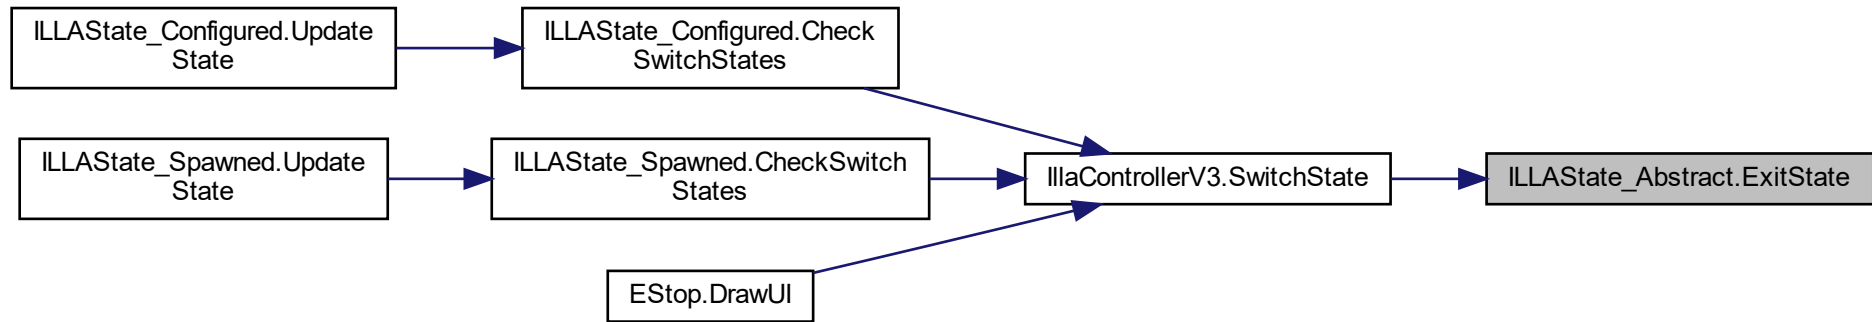 ILLAState_Configured.Update
State
ILLAState_Configured.Check
SwitchStates
ILLAState_Spawned.Update
State
ILLAState_Spawned.CheckSwitch
States
IllaControllerV3.SwitchState
ILLAState_Abstract.ExitState
EStop.DrawUI